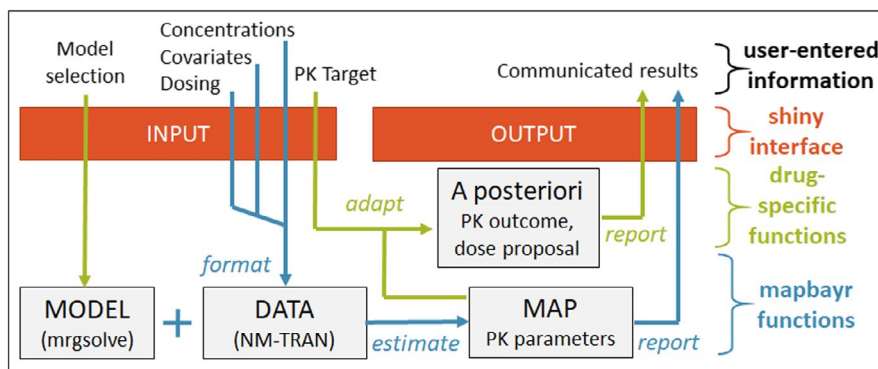 Model
selection
Concentrations
Covariates
Dosing
PK Target
Communicated results
user-entered
information
INPUT
OUTPUT
shiny
interface
A posteriori
PK outcome,
dose proposal
adapt
report
drug-
specific
functions
format
MODEL
(mrgsolve)
+
DATA
(NM-TRAN)
estimate
MAP
PK parameters
report
mapbayr
functions